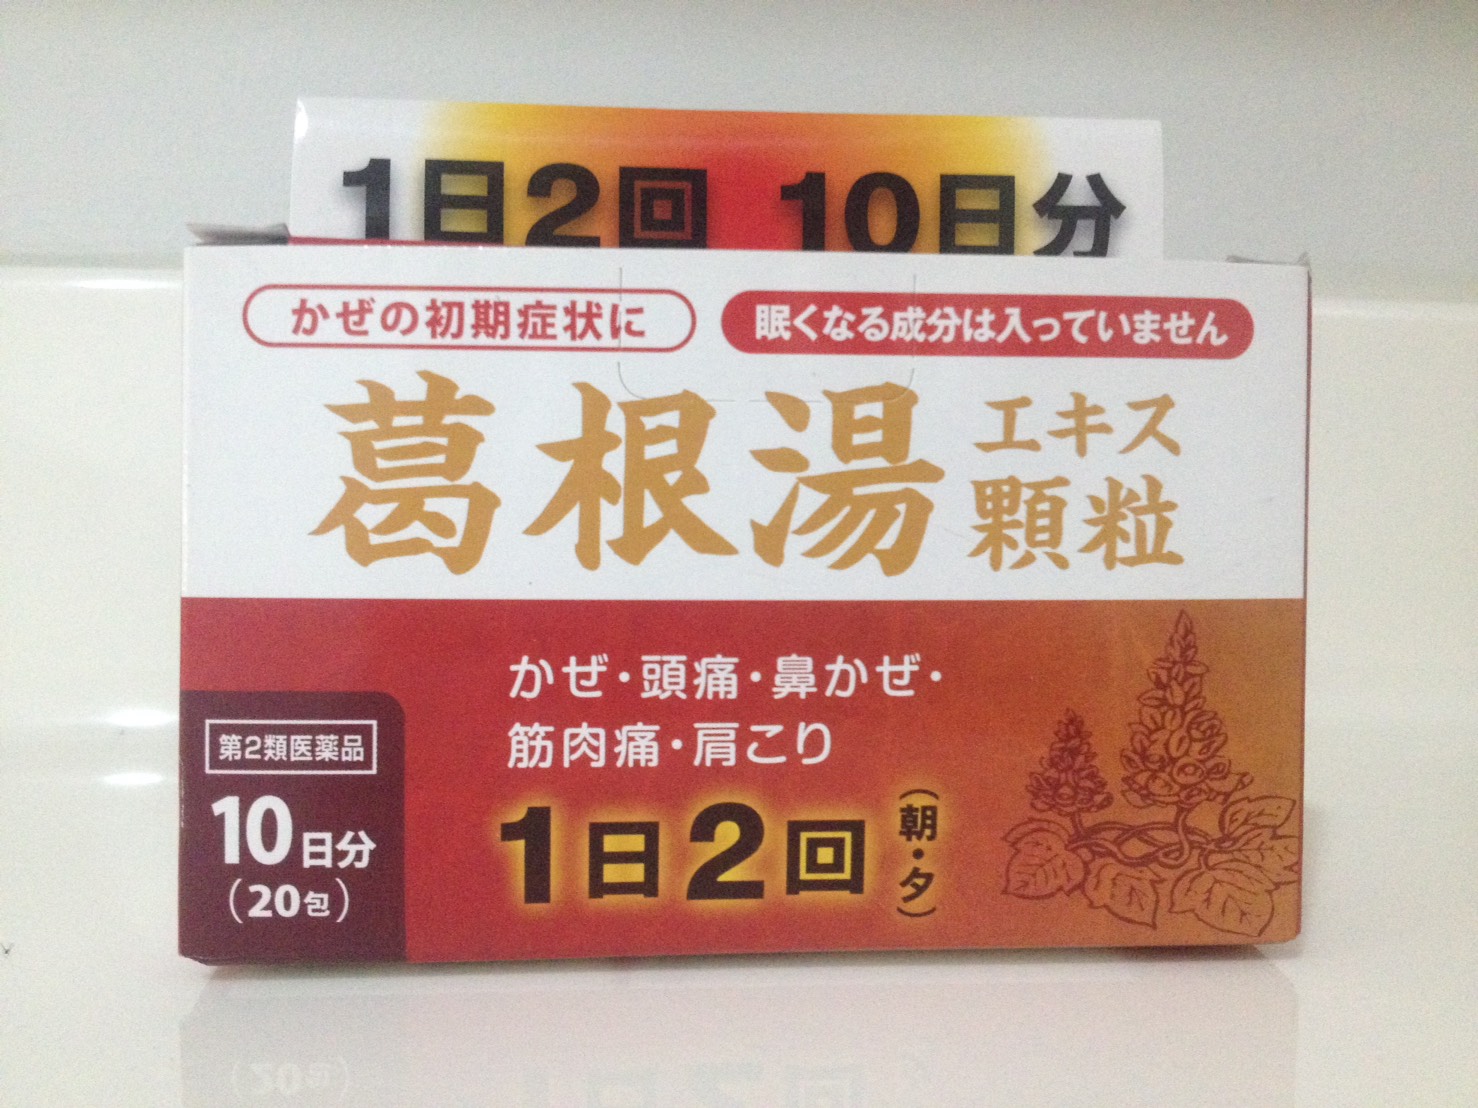 1日2回 10日分
かぜの初期症状に
眠くなる成分は入っていません
葛根湯
エキス
顆粒
かぜ・頭痛・鼻かぜ・
筋肉痛・肩こり
1日2回
(朝・夕)
第2類医薬品
10日分
(20包)